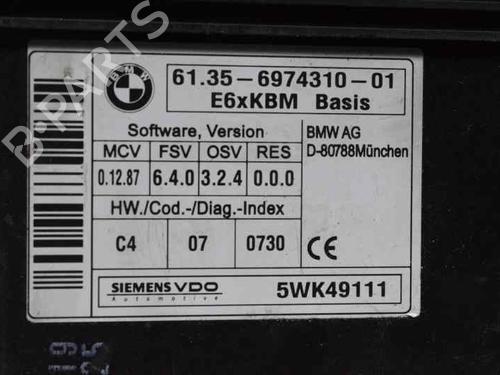 B-PARTS
BMW
61.35-6974310-01
E6xKBM Basis
Software, Version
MCV FSV OSV RES
0.12.87 6.4.0 3.2.4 0.0.0
HW./Cod.-/Diag.-Index
C4 07 0730
BMW AG
D-80788München
CE
SIEMENS VDO
Automotive
5WK49111